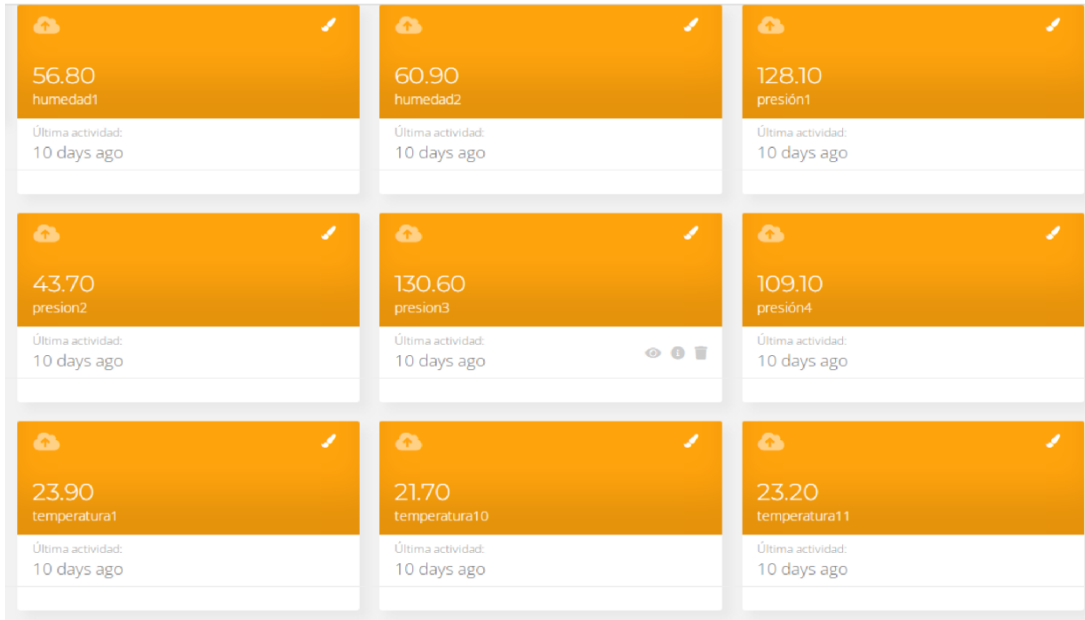 56.80
humedad1
Última actividad:
10 days ago
60.90
humedad2
Última actividad:
10 days ago
128.10
presión1
Última actividad:
10 days ago
43.70
presion2
Última actividad:
10 days ago
130.60
presion3
Última actividad:
10 days ago
109.10
presión4
Última actividad:
10 days ago
23.90
temperatura1
Última actividad:
10 days ago
21.70
temperatura10
Última actividad:
10 days ago
23.20
temperatura11
Última actividad:
10 days ago